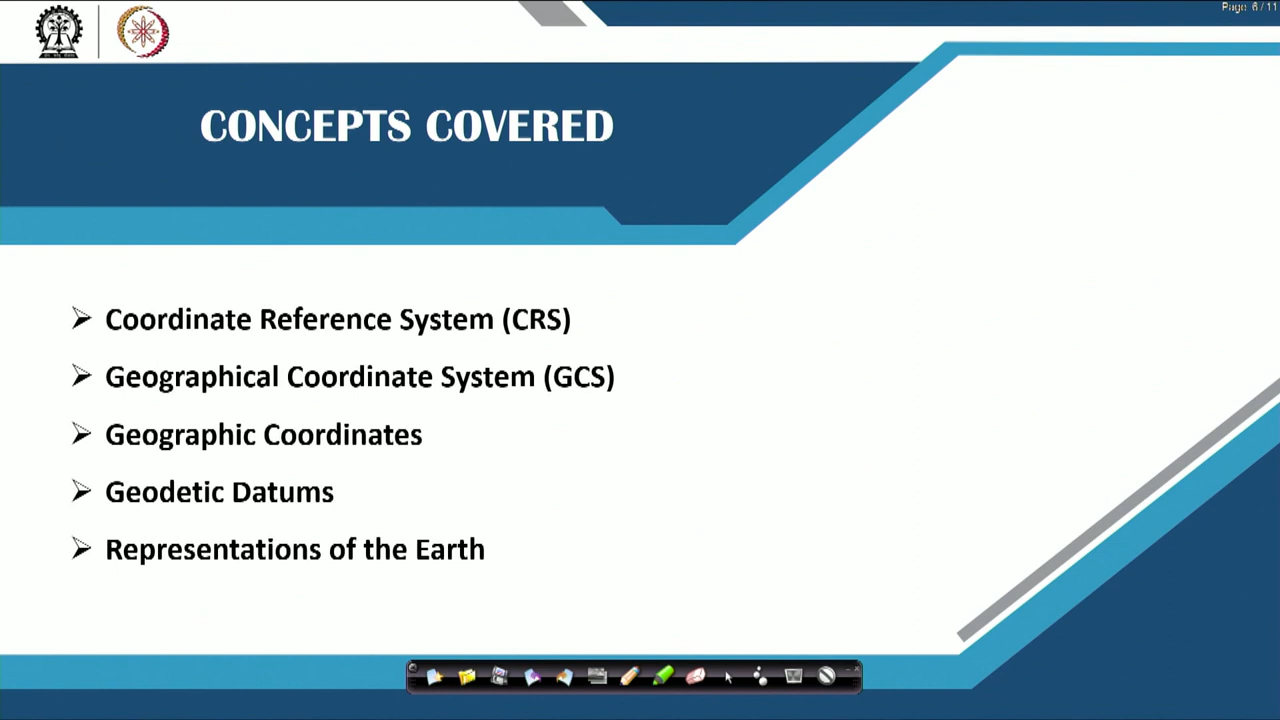 Page: 6 / 11
CONCEPTS COVERED
Coordinate Reference System (CRS)
Geographical Coordinate System (GCS)
Geographic Coordinates
Geodetic Datums
Representations of the Earth